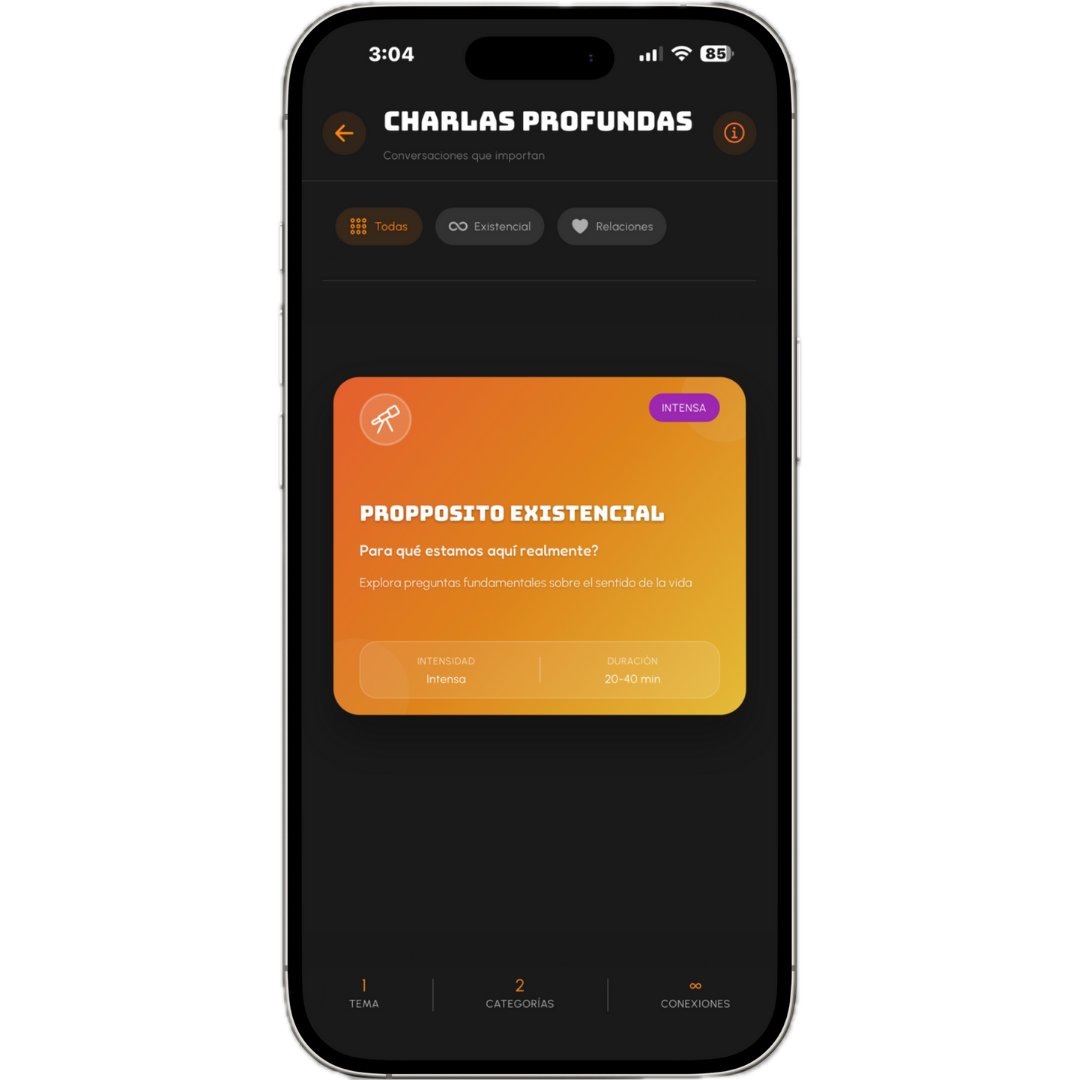 3:04
85
CHARLAS PROFUNDAS
Conversaciones que importan
Todas
Existencial
Relaciones
INTENSA
PROPPOSITO EXISTENCIAL
Para qué estamos aquí realmente?
Explora preguntas fundamentales sobre el sentido de la vida
INTENSIDAD
Intensa
DURACIÓN
20-40 min
1
TEMA
2
CATEGORÍAS
∞
CONEXIONES